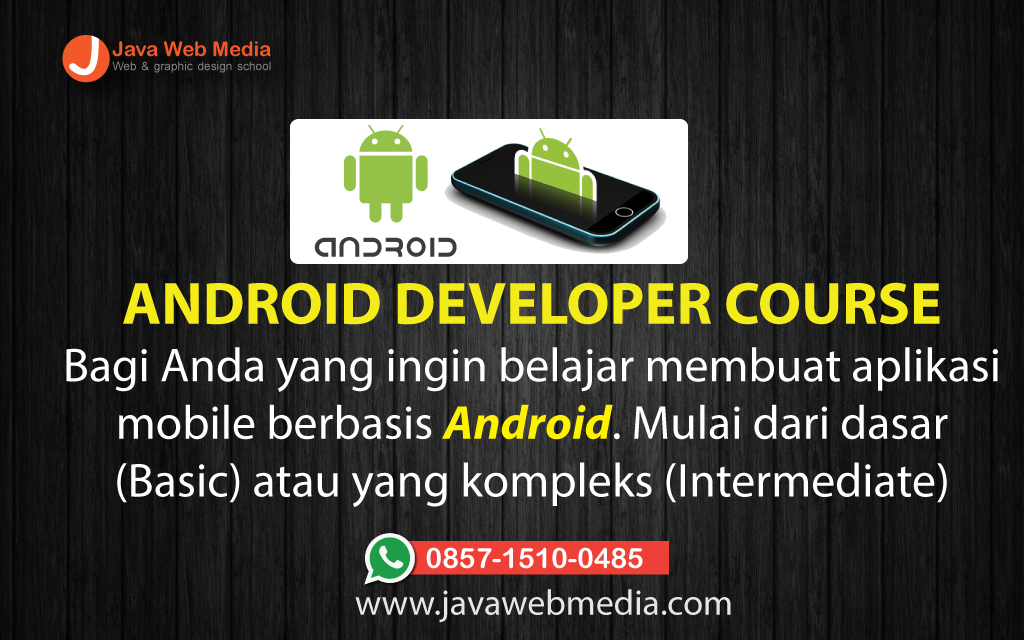 Java Web Media
Web & graphic design school
ANDROID
ANDROID DEVELOPER COURSE
Bagi Anda yang ingin belajar membuat aplikasi
mobile berbasis Android. Mulai dari dasar
(Basic) atau yang kompleks (Intermediate)
0857-1510-0485
www.javawebmedia.com